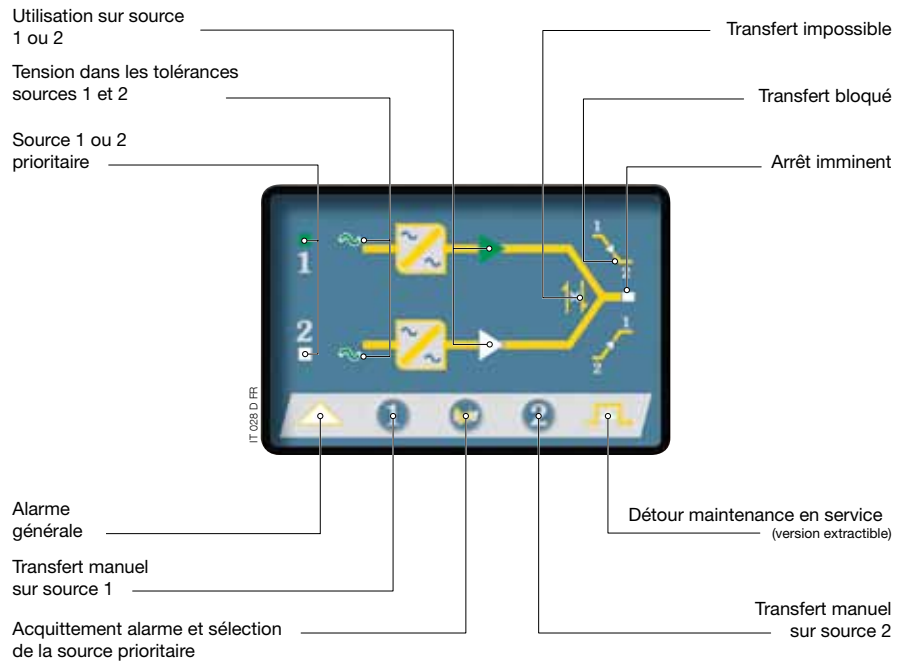 Utilisation sur source
1 ou 2
Transfert impossible
Tension dans les tolérances
sources 1 et 2
Transfert bloqué
Source 1 ou 2
prioritaire
Arrêt imminent
1
1
2
2
1
2
IT 028 D FR
1
2
Alarme
générale
Détour maintenance en service
(version extractible)
Transfert manuel
sur source 1
Transfert manuel
sur source 2
Acquittement alarme et sélection
de la source prioritaire